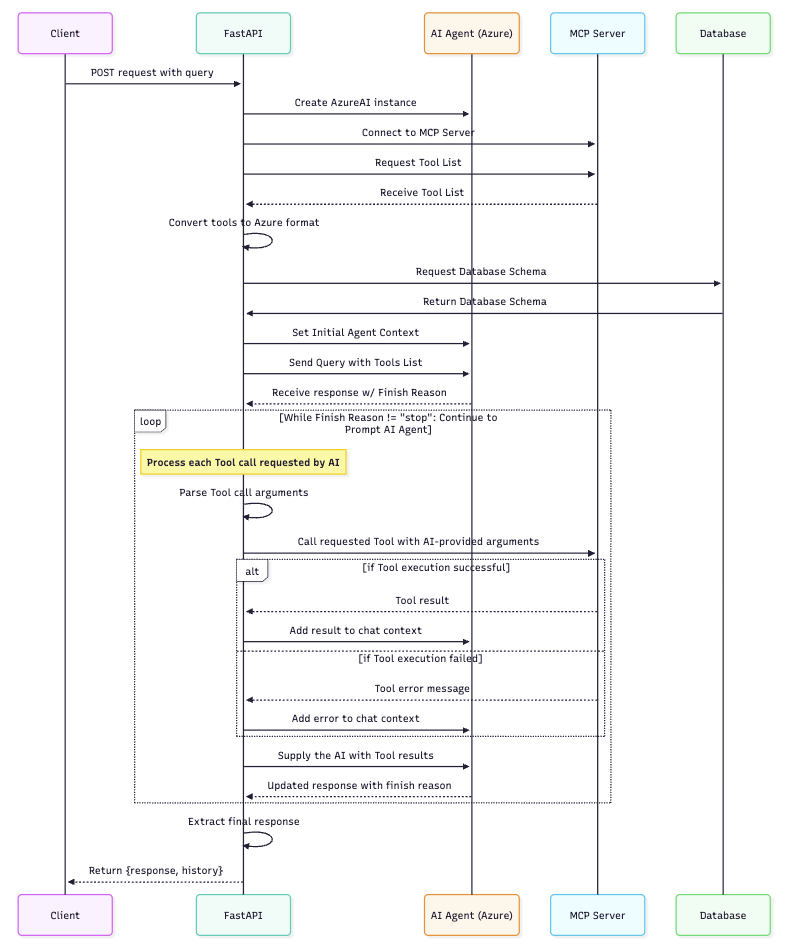 Client
FastAPI
AI Agent (Azure)
MCP Server
Database
POST request with query
Create AzureAI instance
Connect to MCP Server
Request Tool List
Receive Tool List
Convert tools to Azure format
Request Database Schema
Return Database Schema
Set Initial Agent Context
Send Query with Tools List
Receive response w/ Finish Reason
loop
[While Finish Reason != "stop": Continue to
Prompt AI Agent]
Process each Tool call requested by AI
Parse Tool call arguments
Call requested Tool with AI-provided arguments
alt
[if Tool execution successful]
Tool result
Add result to chat context
[if Tool execution failed]
Tool error message
Add error to chat context
Supply the AI with Tool results
Updated response with finish reason
Extract final response
Return {response, history}
Client
FastAPI
AI Agent (Azure)
MCP Server
Database